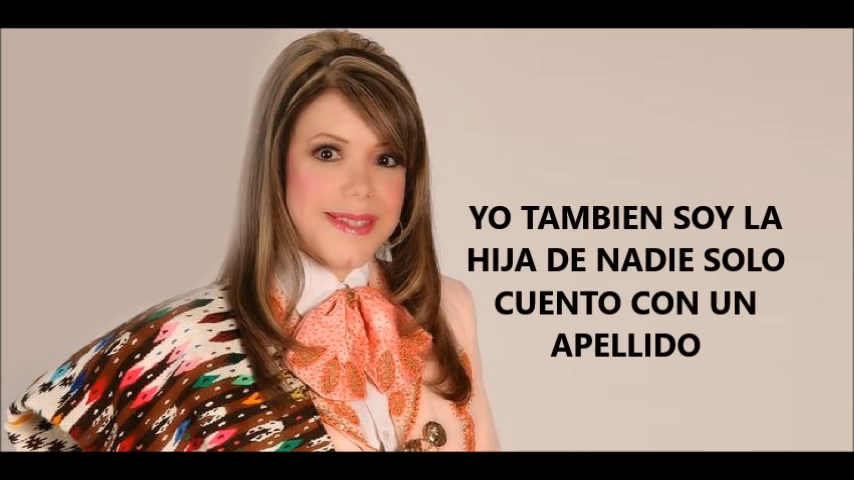 YO TAMBIEN SOY LA
HIJA DE NADIE SOLO
CUENTO CON UN
APELLIDO